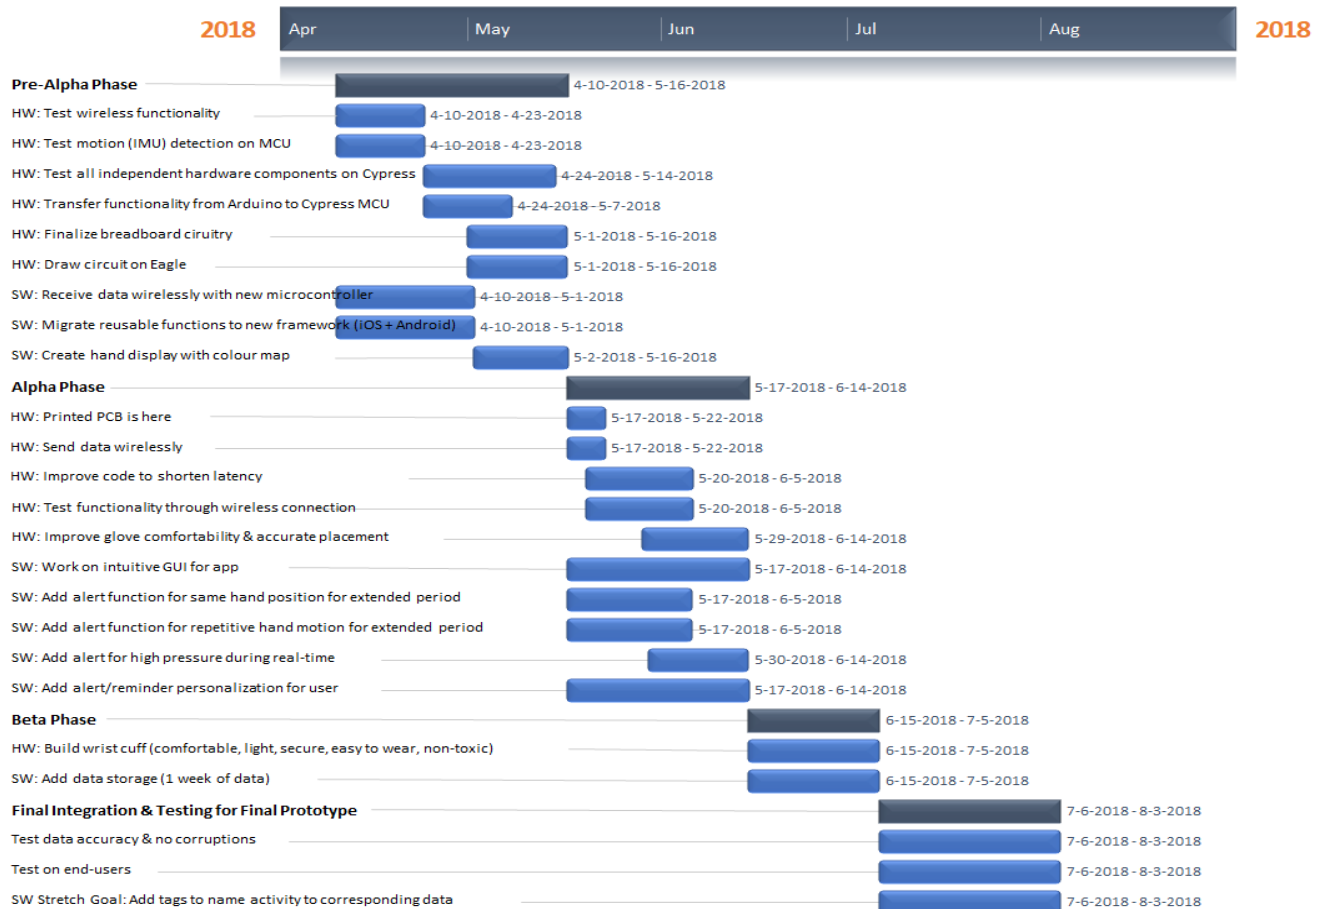 2018 Apr May Jun Jul Aug 2018
Pre-Alpha Phase 4-10-2018 - 5-16-2018
HW: Test wireless functionality 4-10-2018 - 4-23-2018
HW: Test motion (IMU) detection on MCU 4-10-2018 - 4-23-2018
HW: Test all independent hardware components on Cypress 4-24-2018 - 5-14-2018
HW: Transfer functionality from Arduino to Cypress MCU 4-24-2018 - 5-7-2018
HW: Finalize breadboard ciruitry 5-1-2018 - 5-16-2018
HW: Draw circuit on Eagle 5-1-2018 - 5-16-2018
SW: Receive data wirelessly with new microcontroller 4-10-2018 - 5-1-2018
SW: Migrate reusable functions to new framework (iOS + Android) 4-10-2018 - 5-1-2018
SW: Create hand display with colour map 5-2-2018 - 5-16-2018
Alpha Phase 5-17-2018 - 6-14-2018
HW: Printed PCB is here 5-17-2018 - 5-22-2018
HW: Send data wirelessly 5-17-2018 - 5-22-2018
HW: Improve code to shorten latency 5-20-2018 - 6-5-2018
HW: Test functionality through wireless connection 5-20-2018 - 6-5-2018
HW: Improve glove comfortability & accurate placement 5-29-2018 - 6-14-2018
SW: Work on intuitive GUI for app 5-17-2018 - 6-14-2018
SW: Add alert function for same hand position for extended period 5-17-2018 - 6-5-2018
SW: Add alert function for repetitive hand motion for extended period 5-17-2018 - 6-5-2018
SW: Add alert for high pressure during real-time 5-30-2018 - 6-14-2018
SW: Add alert/reminder personalization for user 5-17-2018 - 6-14-2018
Beta Phase 6-15-2018 - 7-5-2018
HW: Build wrist cuff (comfortable, light, secure, easy to wear, non-toxic) 6-15-2018 - 7-5-2018
SW: Add data storage (1 week of data) 6-15-2018 - 7-5-2018
Final Integration & Testing for Final Prototype 7-6-2018 - 8-3-2018
Test data accuracy & no corruptions 7-6-2018 - 8-3-2018
Test on end-users 7-6-2018 - 8-3-2018
SW Stretch Goal: Add tags to name activity to corresponding data 7-6-2018 - 8-3-2018